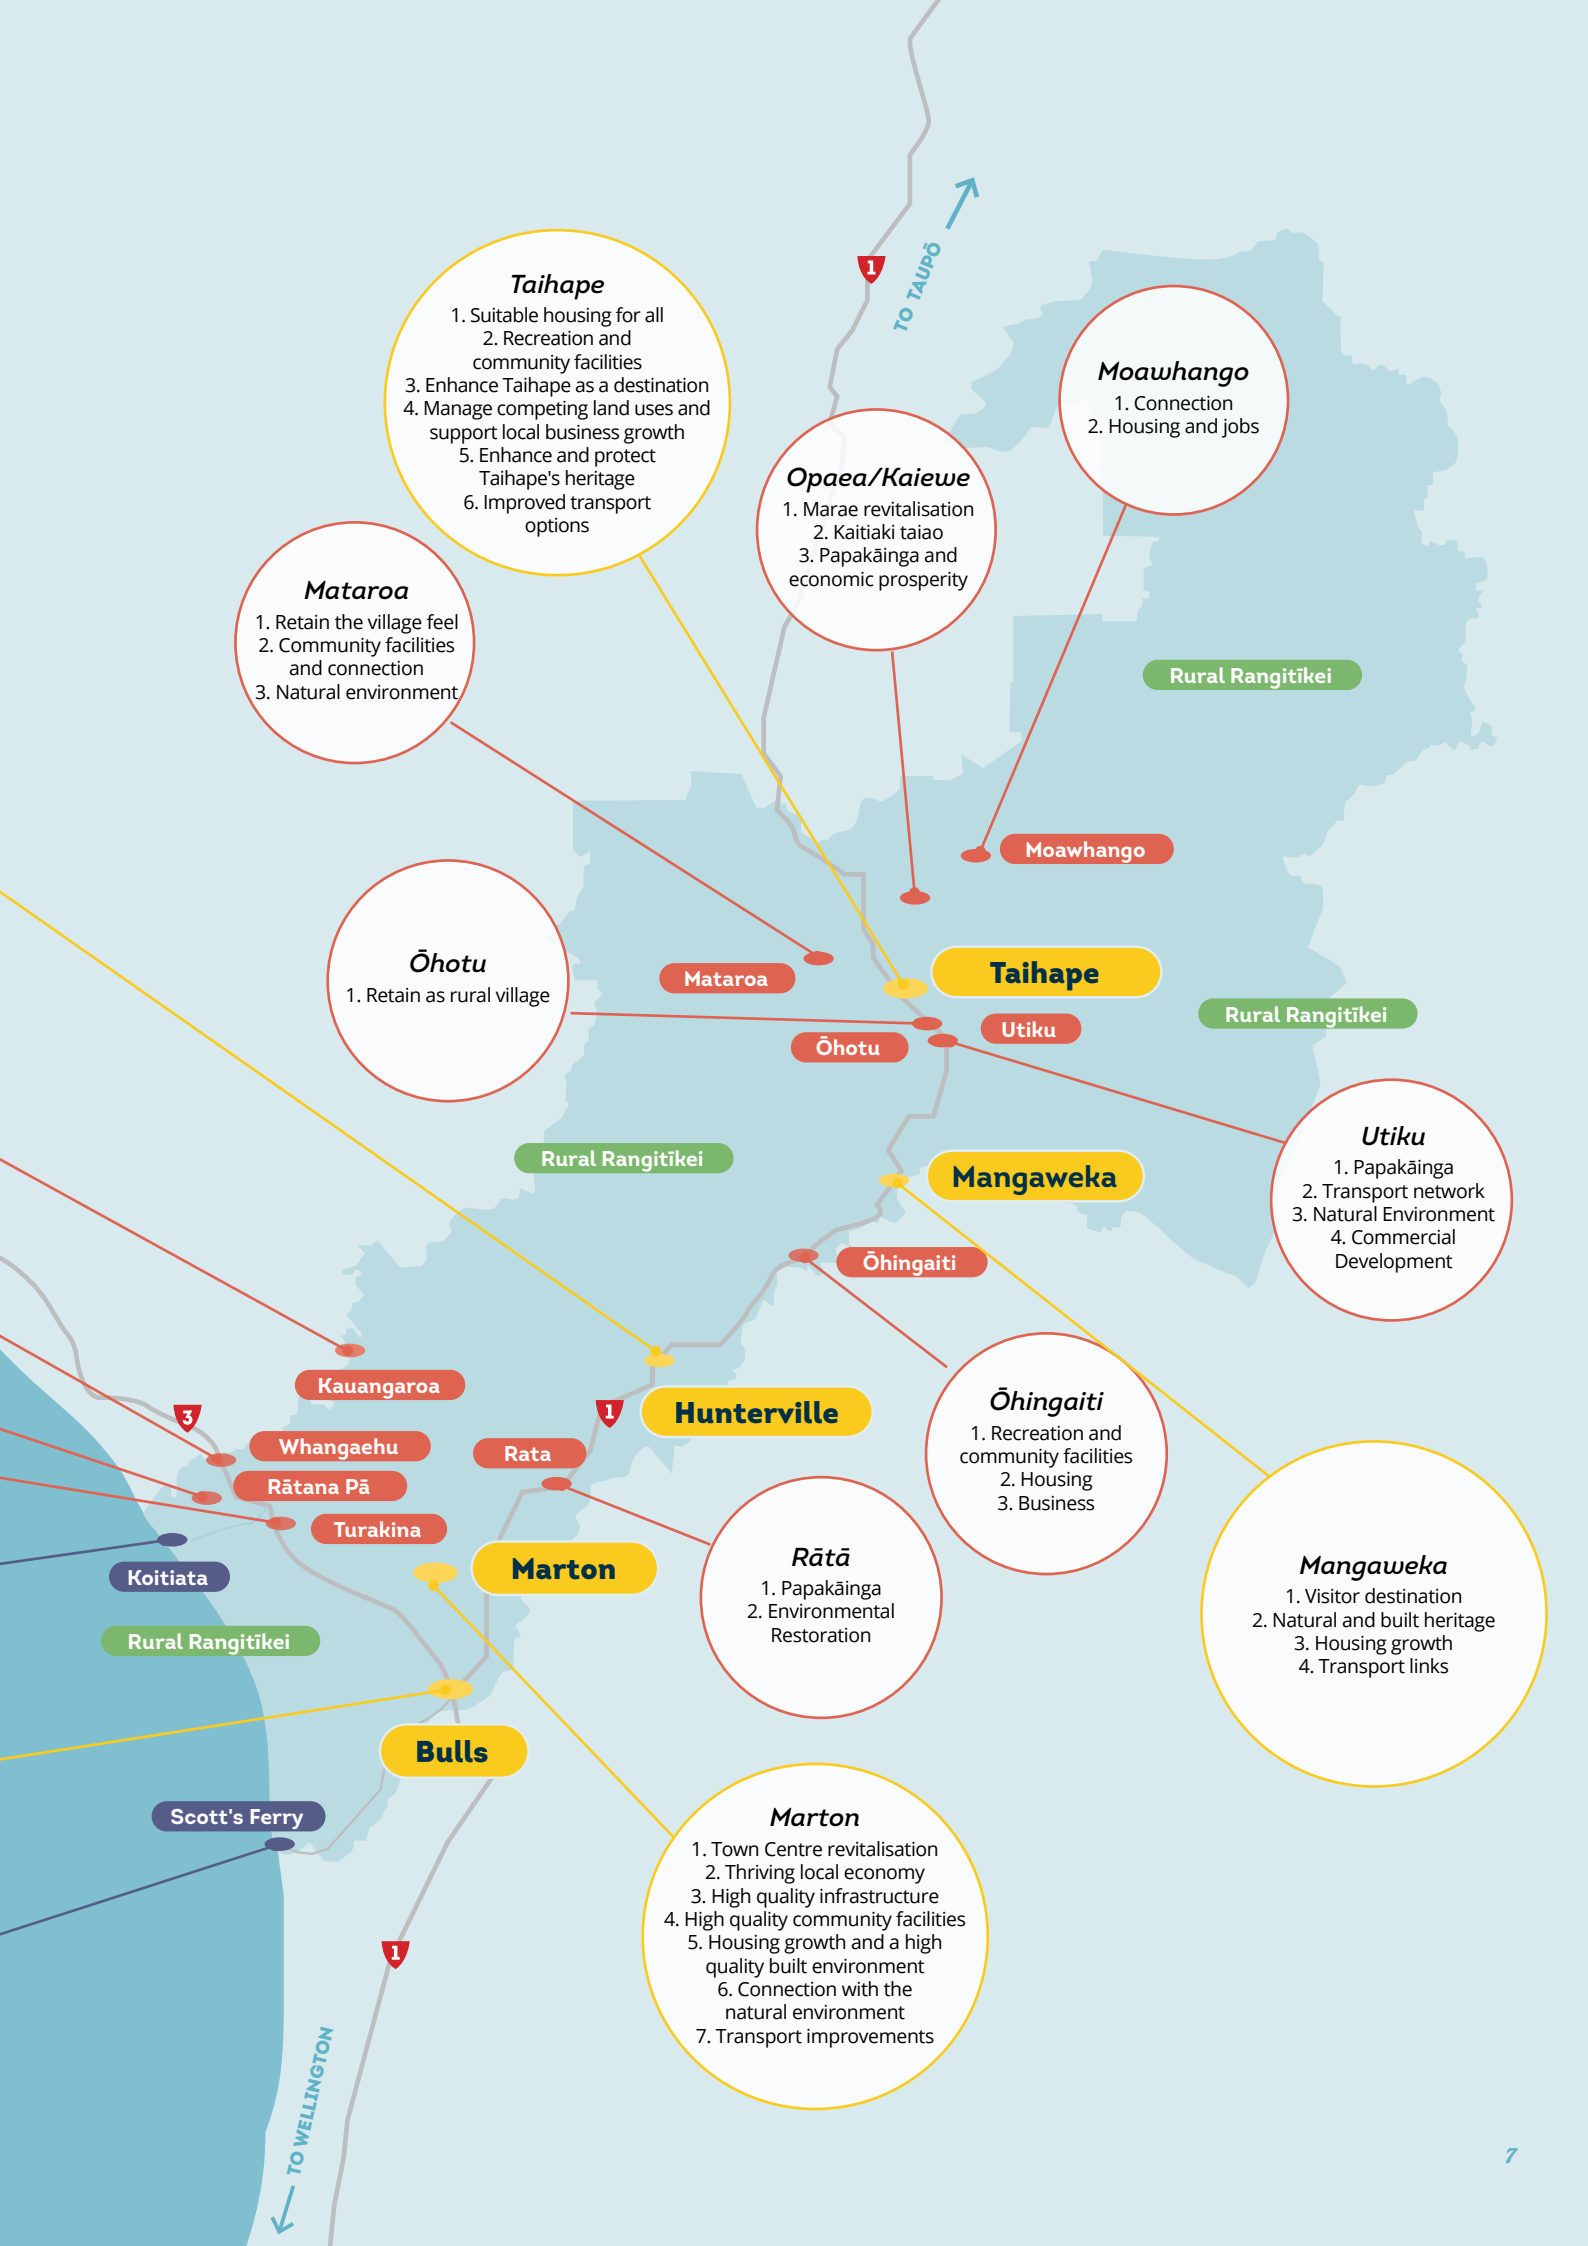 1
TO TAUPŌ
Taihape
1. Suitable housing for all
2. Recreation and
community facilities
3. Enhance Taihape as a destination
4. Manage competing land uses and
support local business growth
5. Enhance and protect
Taihape's heritage
6. Improved transport
options
Moawhango
1. Connection
2. Housing and jobs
Opaea/Kaiewe
1. Marae revitalisation
2. Kaitiaki taiao
3. Papakāinga and
economic prosperity
Mataroa
1. Retain the village feel
2. Community facilities
and connection
3. Natural environment
Rural Rangitīkei
Moawhango
Ōhotu
1. Retain as rural village
Mataroa
Taihape
Rural Rangitīkei
Utiku
Ōhotu
Utiku
1. Papakāinga
2. Transport network
3. Natural Environment
4. Commercial
Development
Rural Rangitīkei
Mangaweka
Ōhingaiti
Kauangaroa
3
1
Hunterville
Ōhingaiti
1. Recreation and
community facilities
2. Housing
3. Business
Whangaehu
Rata
Rātana Pā
Turakina
Koitiata
Marton
Rātā
1. Papakāinga
2. Environmental
Restoration
Mangaweka
1. Visitor destination
2. Natural and built heritage
3. Housing growth
4. Transport links
Rural Rangitīkei
Bulls
Scott's Ferry
Marton
1. Town Centre revitalisation
2. Thriving local economy
3. High quality infrastructure
4. High quality community facilities
5. Housing growth and a high
quality built environment
6. Connection with the
natural environment
7. Transport improvements
1
TO WELLINGTON
7